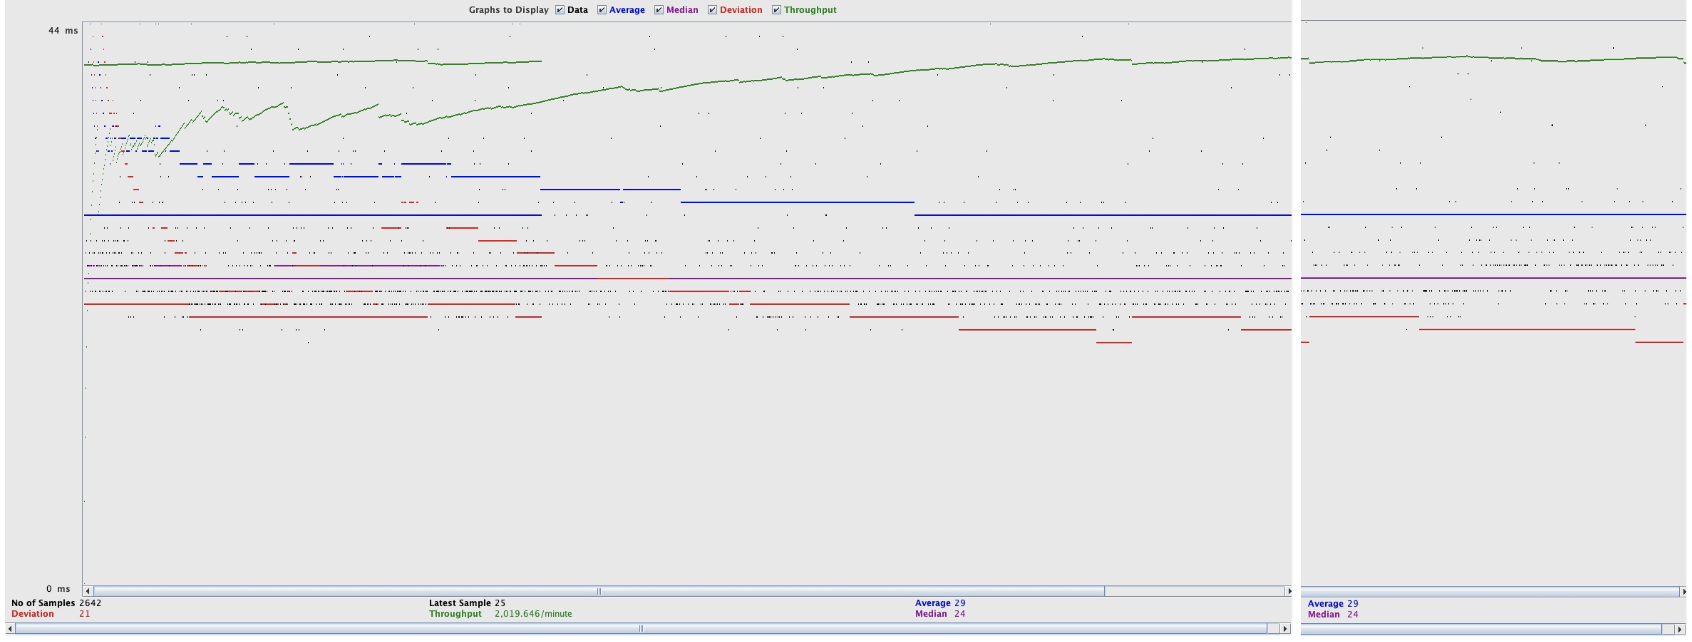 Graphs to Display Data Average Median Deviation Throughput
44 ms
0 ms
No of Samples 2642 Latest Sample 25 Average 29 Average 29
Deviation 21 Throughput 2,019.646/minute Median 24 Median 24